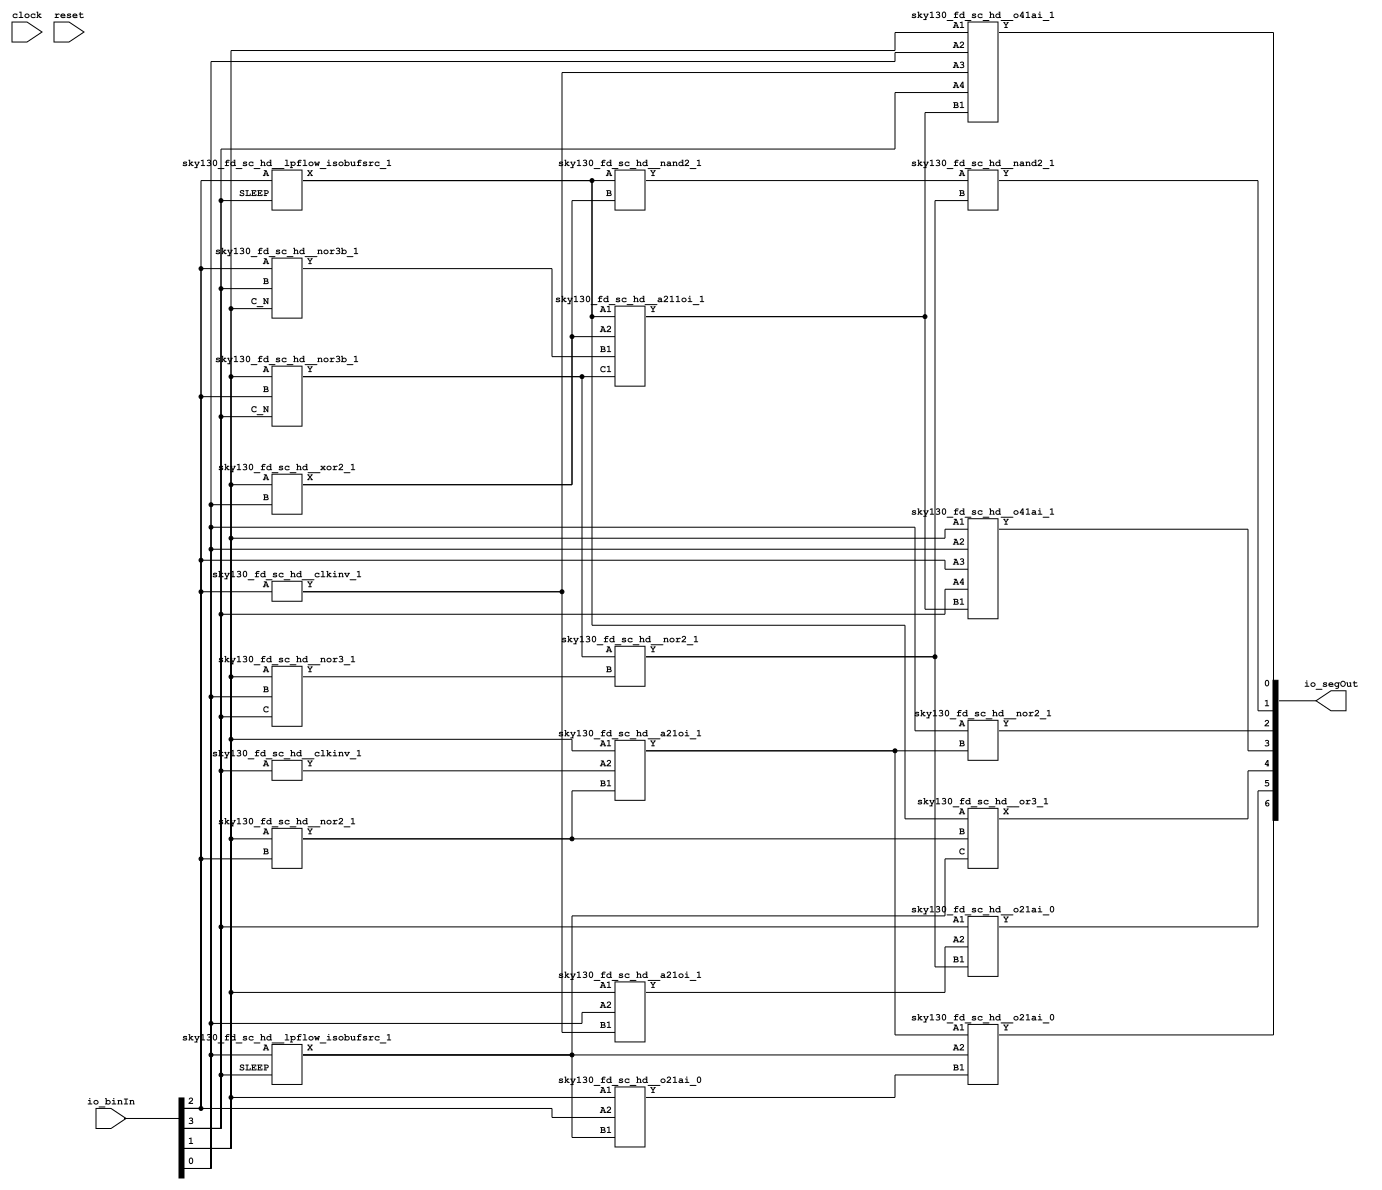 clock
reset
sky130_fd_sc_hd__o41ai_1
A1
A2
A3
A4
B1
Y
sky130_fd_sc_hd__lpflow_isobufsrc_1
A
SLEEP
X
sky130_fd_sc_hd__nand2_1
A
B
Y
sky130_fd_sc_hd__nand2_1
A
B
Y
sky130_fd_sc_hd__nor3b_1
A
B
C_N
Y
sky130_fd_sc_hd__a211oi_1
A1
A2
B1
C1
Y
sky130_fd_sc_hd__nor3b_1
A
B
C_N
Y
sky130_fd_sc_hd__xor2_1
A
B
X
sky130_fd_sc_hd__o41ai_1
A1
A2
A3
A4
B1
Y
sky130_fd_sc_hd__clkinv_1
A
Y
sky130_fd_sc_hd__nor2_1
A
B
Y
sky130_fd_sc_hd__nor3_1
A
B
C
Y
sky130_fd_sc_hd__nor2_1
A
B
Y
io_segOut
0
1
2
3
4
5
6
sky130_fd_sc_hd__a21oi_1
A1
A2
B1
Y
sky130_fd_sc_hd__clkinv_1
A
Y
sky130_fd_sc_hd__or3_1
A
B
C
X
sky130_fd_sc_hd__nor2_1
A
B
Y
sky130_fd_sc_hd__o21ai_0
A1
A2
B1
Y
sky130_fd_sc_hd__a21oi_1
A1
A2
B1
Y
sky130_fd_sc_hd__o21ai_0
A1
A2
B1
Y
sky130_fd_sc_hd__lpflow_isobufsrc_1
A
SLEEP
X
sky130_fd_sc_hd__o21ai_0
A1
A2
B1
Y
io_binIn
2
3
1
0